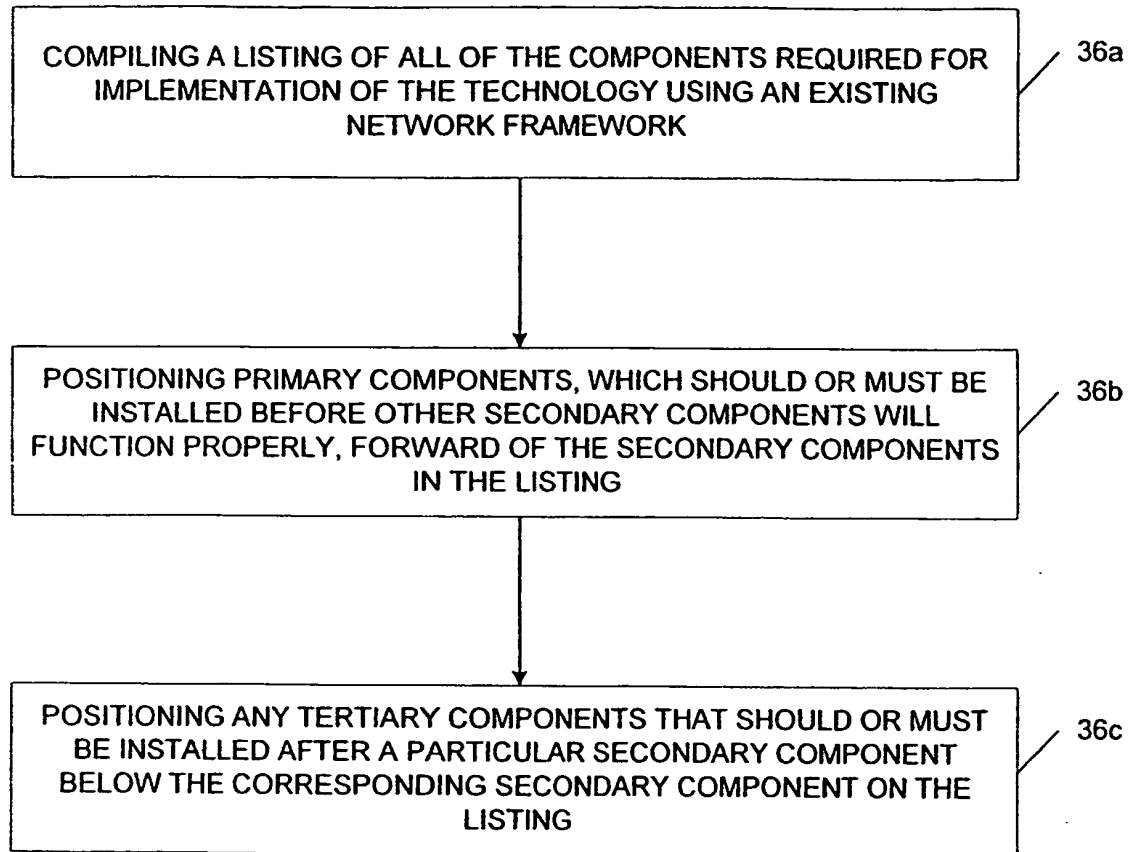 COMPILING A LISTING OF ALL OF THE COMPONENTS REQUIRED FOR
IMPLEMENTATION OF THE TECHNOLOGY USING AN EXISTING
NETWORK FRAMEWORK
36a
POSITIONING PRIMARY COMPONENTS, WHICH SHOULD OR MUST BE
INSTALLED BEFORE OTHER SECONDARY COMPONENTS WILL
FUNCTION PROPERLY, FORWARD OF THE SECONDARY COMPONENTS
IN THE LISTING
36b
POSITIONING ANY TERTIARY COMPONENTS THAT SHOULD OR MUST
BE INSTALLED AFTER A PARTICULAR SECONDARY COMPONENT
BELOW THE CORRESPONDING SECONDARY COMPONENT ON THE
LISTING
36c